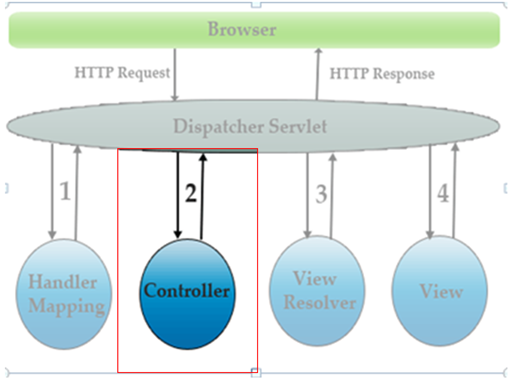 Browser
HTTP Request
HTTP Response
Dispatcher Servlet
1
2
3
4
Handler
Mapping
Controller
View
Resolver
View